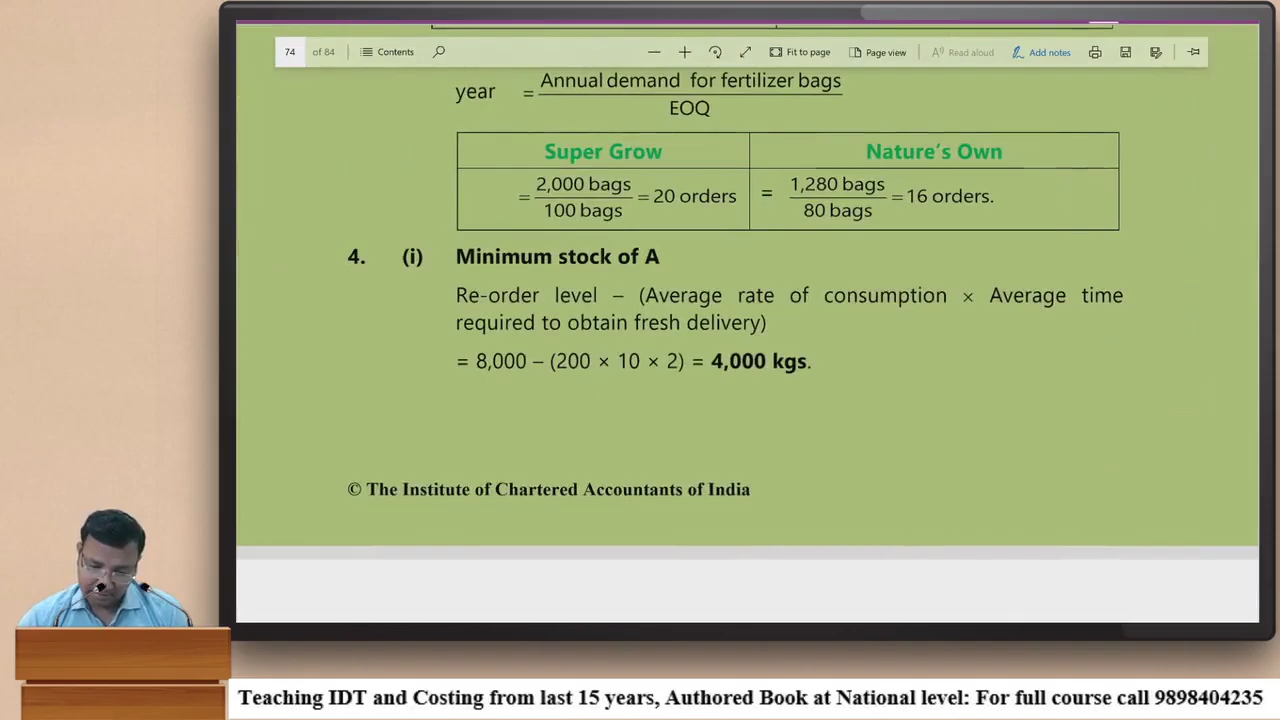 74 of 84 Contents Fit to page Page view Read aloud Add notes
year = Annual demand for fertilizer bags
EOQ
Super Grow Nature's Own
= 2,000 bags / 100 bags = 20 orders = 1,280 bags / 80 bags = 16 orders.
4. (i) Minimum stock of A
Re-order level – (Average rate of consumption × Average time
required to obtain fresh delivery)
= 8,000 – (200 × 10 × 2) = 4,000 kgs.
© The Institute of Chartered Accountants of India
Teaching IDT and Costing from last 15 years, Authored Book at National level: For full course call 9898404235